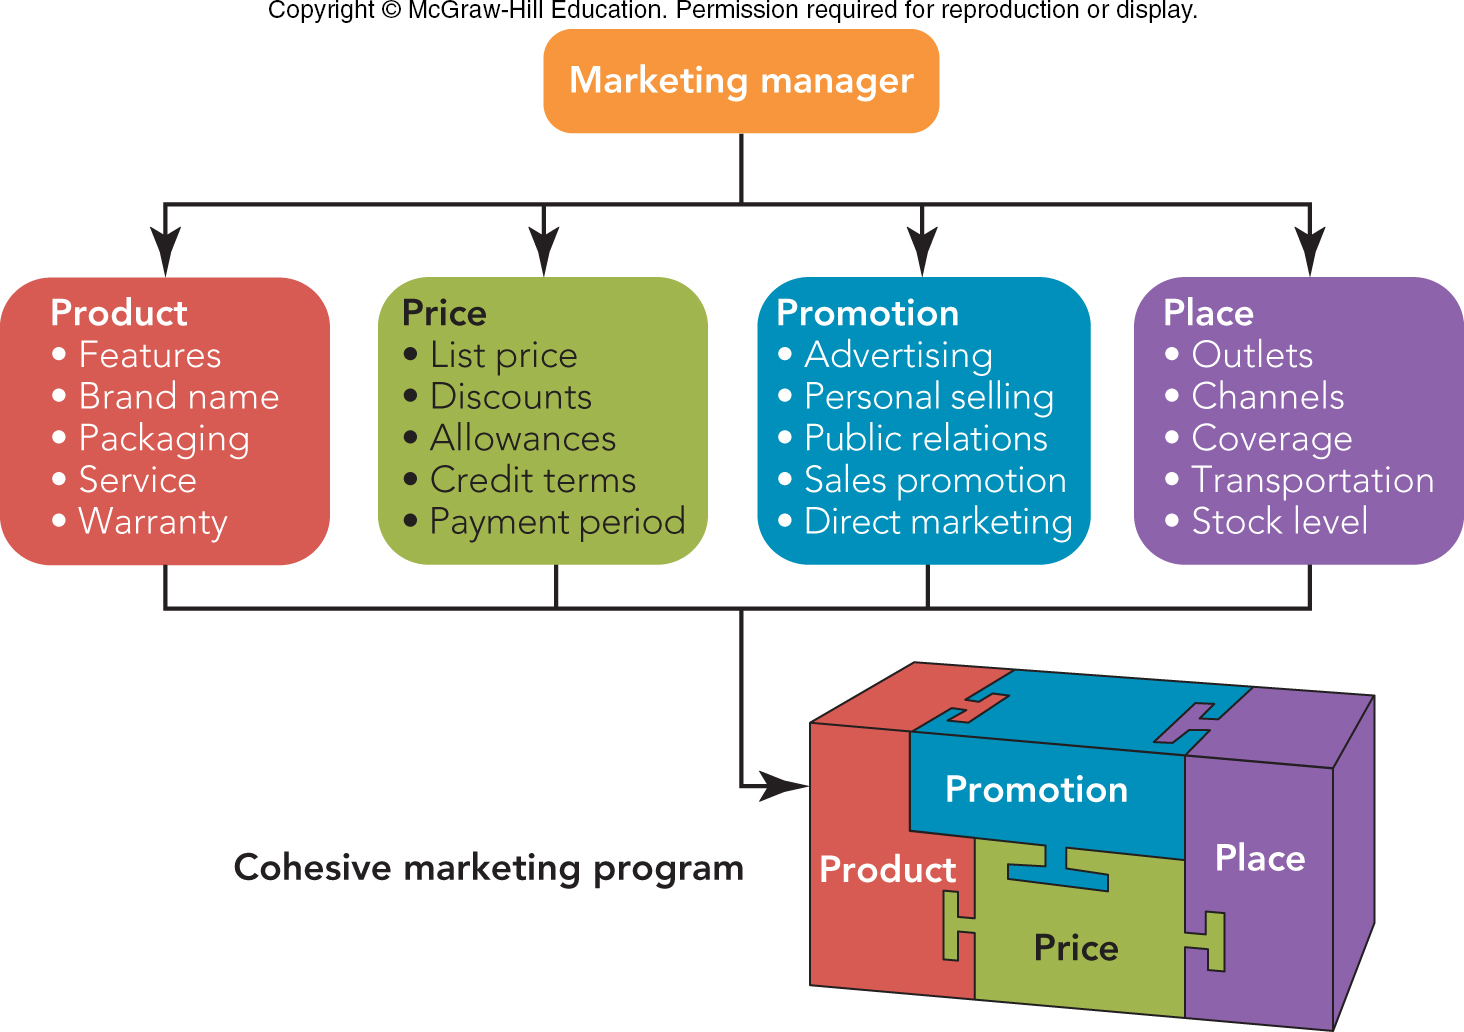 Copyright © McGraw-Hill Education. Permission required for reproduction or display.
Marketing manager
Product
• Features
• Brand name
• Packaging
• Service
• Warranty
Price
• List price
• Discounts
• Allowances
• Credit terms
• Payment period
Promotion
• Advertising
• Personal selling
• Public relations
• Sales promotion
• Direct marketing
Place
• Outlets
• Channels
• Coverage
• Transportation
• Stock level
Cohesive marketing program
Promotion
Product
Place
Price